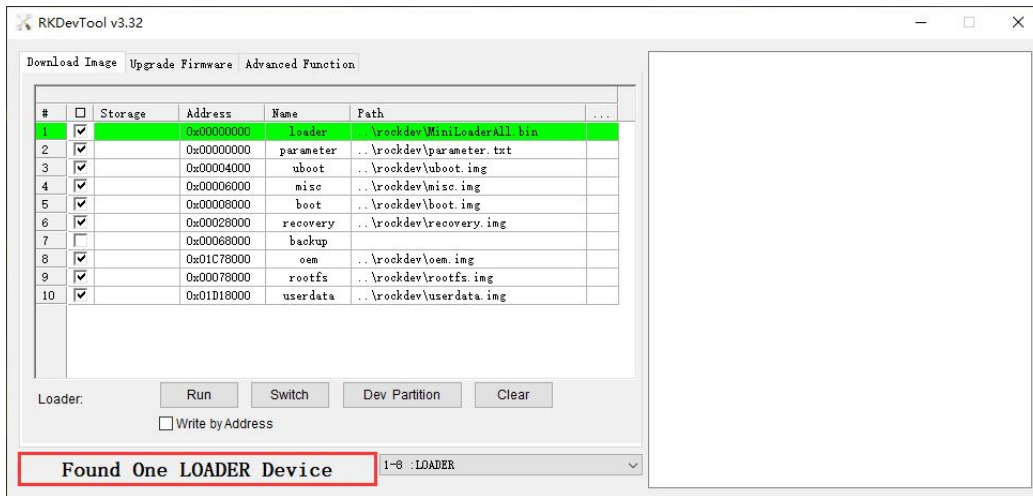 RKDevTool v3.32
Download Image Upgrade Firmware Advanced Function
# Storage Address Name Path ...
1 0x00000000 loader ..\rockdev\MiniLoaderAll.bin
2 0x00000000 parameter ..\rockdev\parameter.txt
3 0x00004000 uboot ..\rockdev\uboot.img
4 0x00006000 misc ..\rockdev\misc.img
5 0x00008000 boot ..\rockdev\boot.img
6 0x00028000 recovery ..\rockdev\recovery.img
7 0x00068000 backup
8 0x01C78000 oem ..\rockdev\oem.img
9 0x00078000 rootfs ..\rockdev\rootfs.img
10 0x01D18000 userdata ..\rockdev\userdata.img
Loader: Run Switch Dev Partition Clear
Write by Address
Found One LOADER Device 1-8 :LOADER